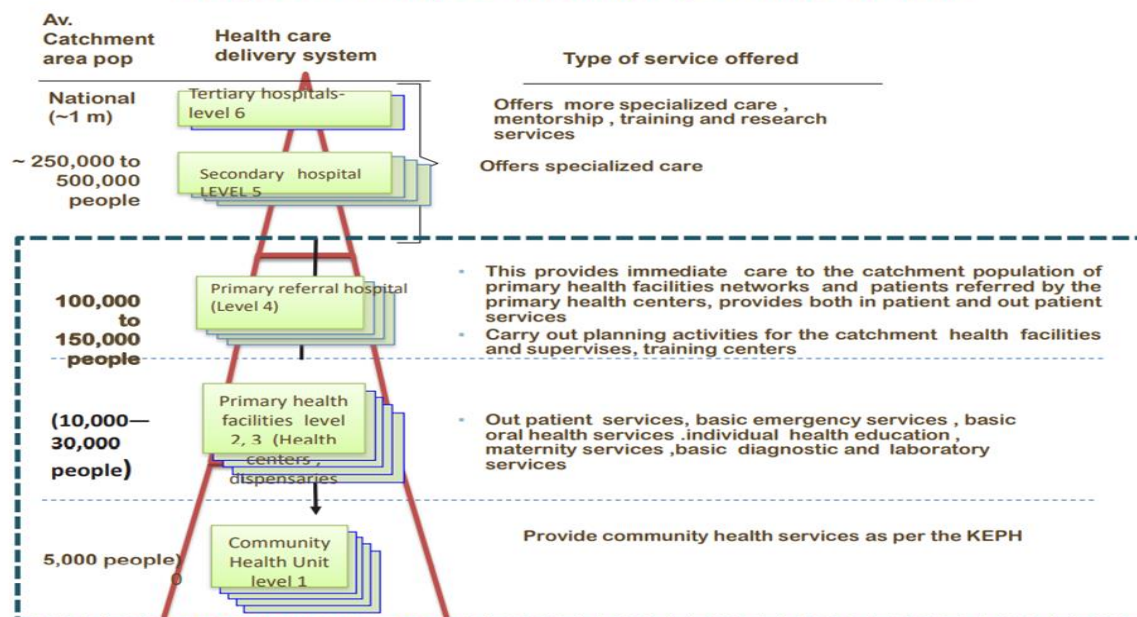 Av.
Catchment
area pop
Health care
delivery system
Type of service offered
National
(~1 m)
Tertiary hospitals-
level 6
Offers more specialized care ,
mentorship , training and research
services
~ 250,000 to
500,000
people
Secondary hospital
LEVEL 5
Offers specialized care
100,000
to
150,000
people
Primary referral hospital
(Level 4)
• This provides immediate care to the catchment population of
primary health facilities networks and patients referred by the
primary health centers, provides both in patient and out patient
services
• Carry out planning activities for the catchment health facilities
and supervises, training centers
(10,000—
30,000
people)
Primary health
facilities level
2, 3 (Health
centers ,
dispensaries
• Out patient services, basic emergency services , basic
oral health services .individual health education ,
maternity services ,basic diagnostic and laboratory
services
5,000 people)
0
Community
Health Unit
level 1
Provide community health services as per the KEPH